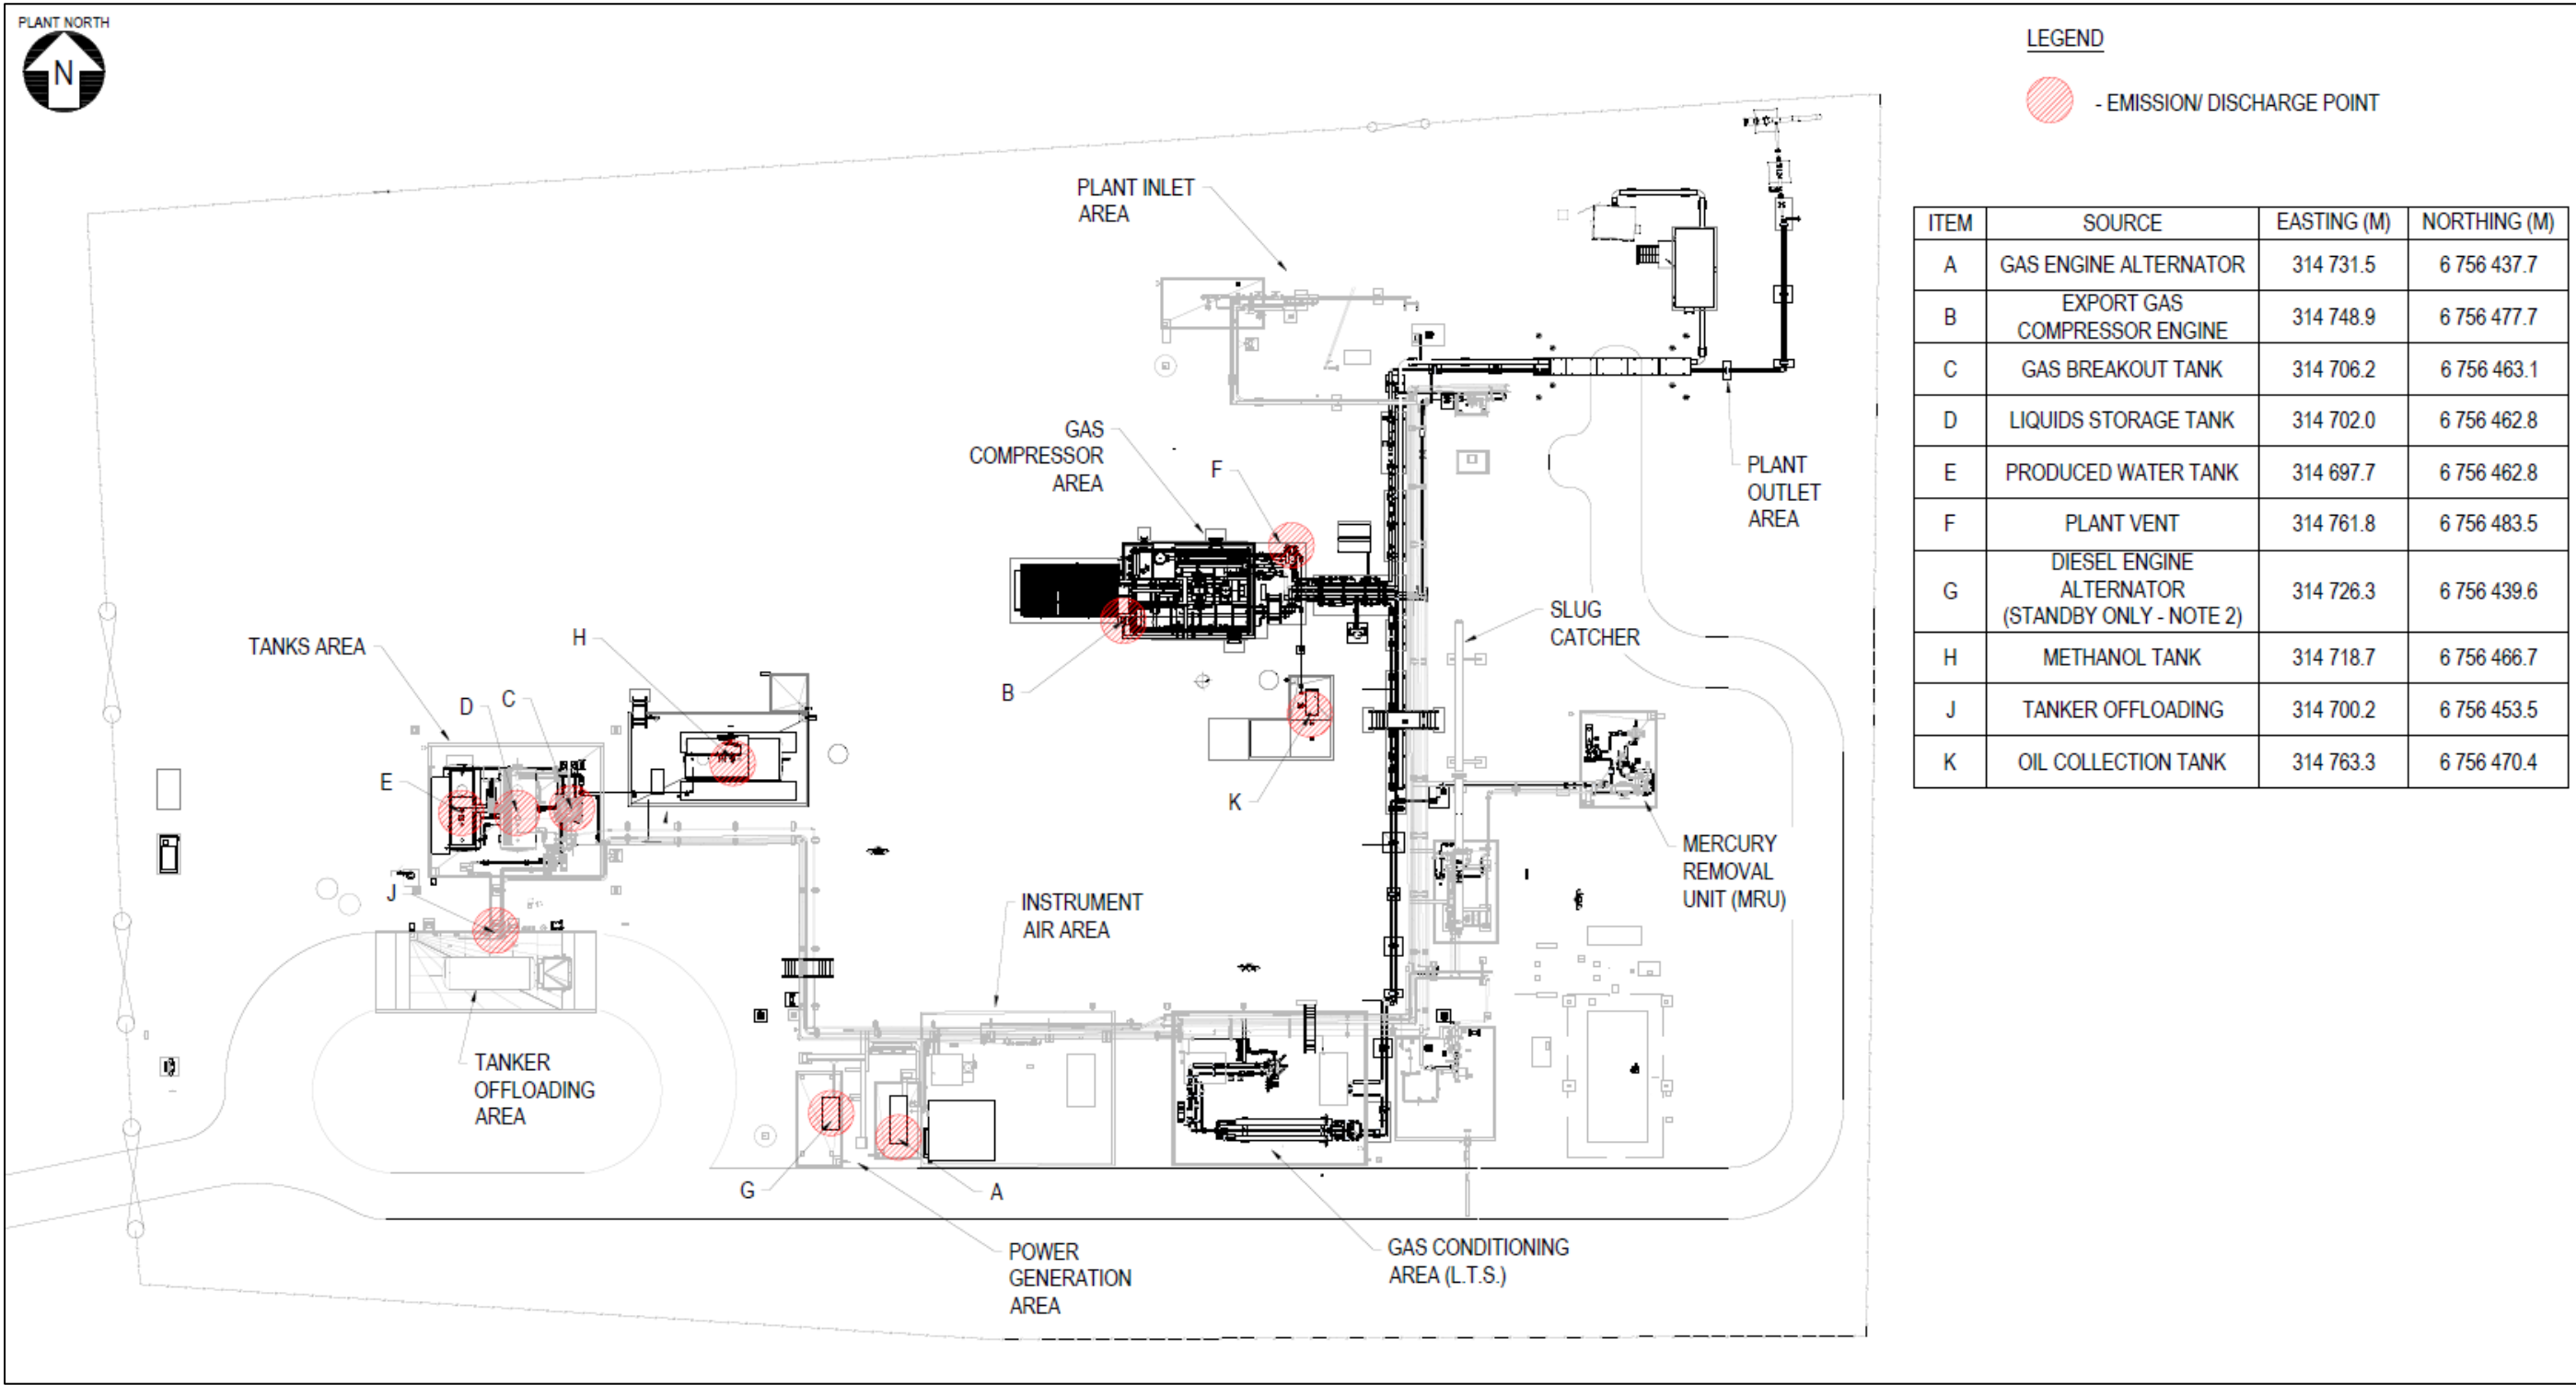 PLANT NORTH
N
LEGEND
- EMISSION/ DISCHARGE POINT
PLANT INLET
AREA
GAS
COMPRESSOR
AREA
F
PLANT
OUTLET
AREA
SLUG
CATCHER
B
TANKS AREA
H
D
C
E
K
J
MERCURY
REMOVAL
UNIT (MRU)
INSTRUMENT
AIR AREA
TANKER
OFFLOADING
AREA
G
A
POWER
GENERATION
AREA
GAS CONDITIONING
AREA (L.T.S.)
ITEM SOURCE EASTING (M) NORTHING (M)
A GAS ENGINE ALTERNATOR 314 731.5 6 756 437.7
B EXPORT GAS
COMPRESSOR ENGINE 314 748.9 6 756 477.7
C GAS BREAKOUT TANK 314 706.2 6 756 463.1
D LIQUIDS STORAGE TANK 314 702.0 6 756 462.8
E PRODUCED WATER TANK 314 697.7 6 756 462.8
F PLANT VENT 314 761.8 6 756 483.5
DIESEL ENGINE
G ALTERNATOR 314 726.3 6 756 439.6
(STANDBY ONLY - NOTE 2)
H METHANOL TANK 314 718.7 6 756 466.7
J TANKER OFFLOADING 314 700.2 6 756 453.5
K OIL COLLECTION TANK 314 763.3 6 756 470.4